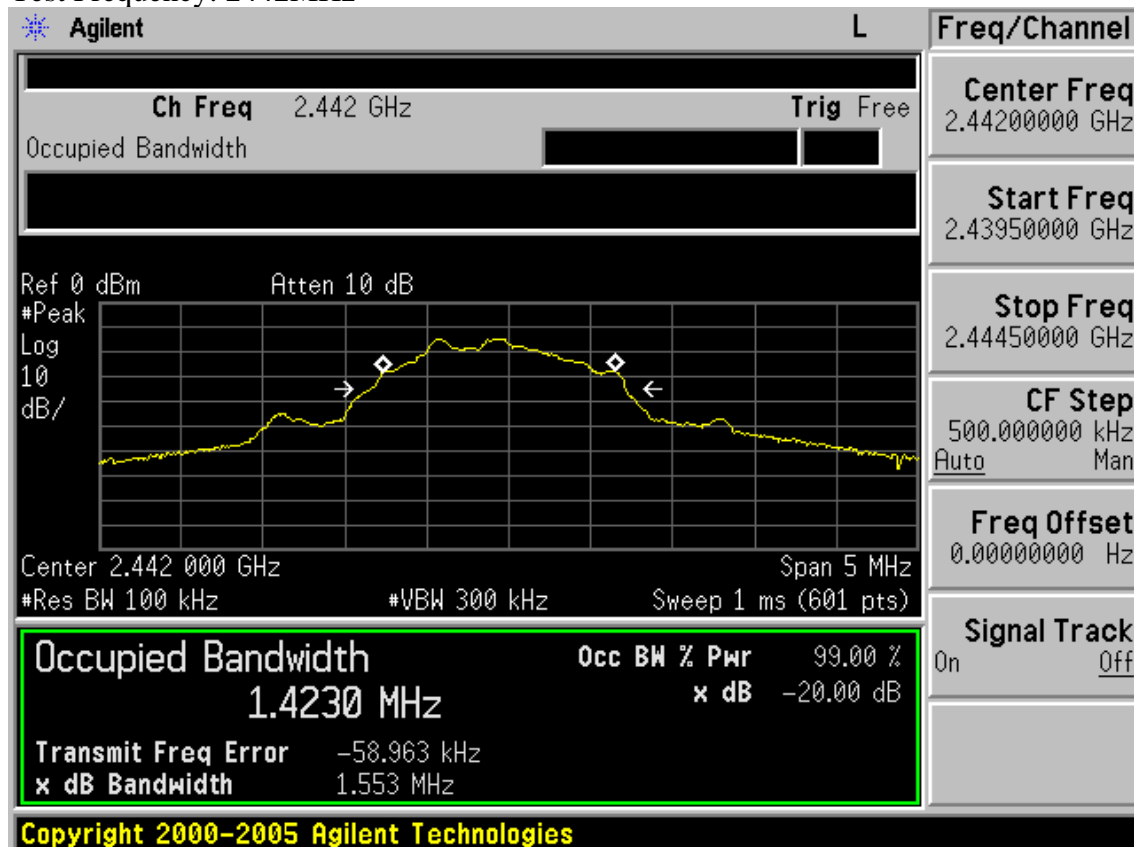 Test Frequency: 2442MHz
Agilent L Freq/Channel
Ch Freq 2.442 GHz Trig Free
Occupied Bandwidth
Center Freq
2.44200000 GHz
Start Freq
2.43950000 GHz
Stop Freq
2.44450000 GHz
CF Step
500.000000 kHz
Auto Man
Freq Offset
0.00000000 Hz
Signal Track
On Off
Ref 0 dBm Atten 10 dB
#Peak
Log
10
dB/
Center 2.442 000 GHz Span 5 MHz
#Res BW 100 kHz #VBW 300 kHz Sweep 1 ms (601 pts)
Occupied Bandwidth Occ BW % Pwr 99.00 %
1.4230 MHz x dB -20.00 dB
Transmit Freq Error -58.963 kHz
x dB Bandwidth 1.553 MHz
Copyright 2000-2005 Agilent Technologies